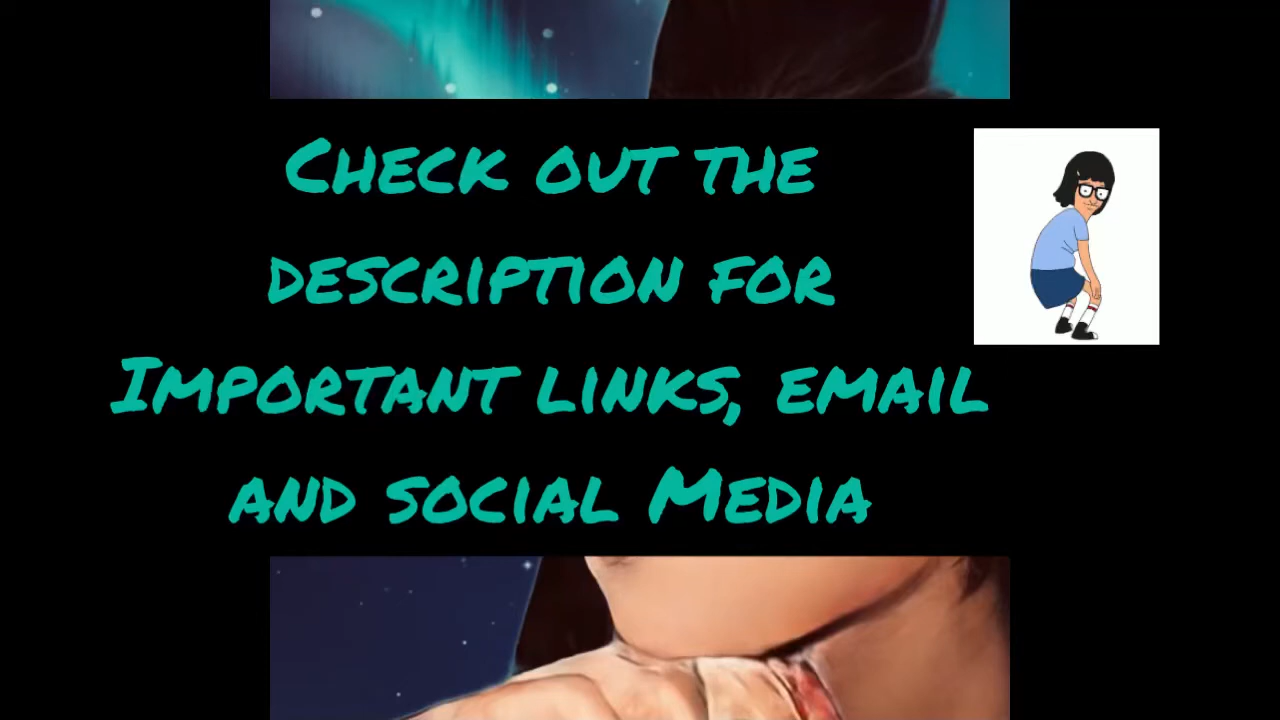 Check out the
description for
Important links, email
and social Media